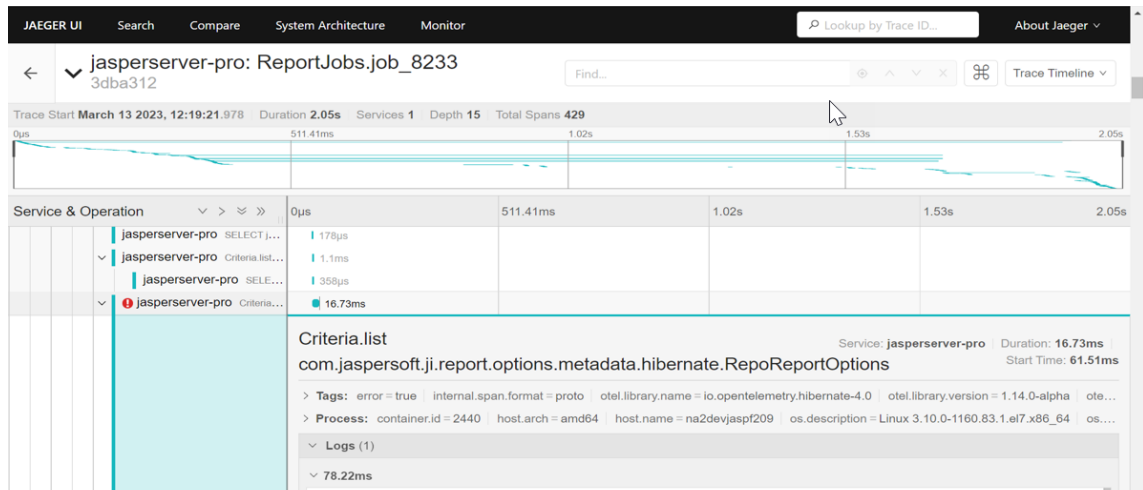 JAEGER UI Search Compare System Architecture Monitor Lookup by Trace ID... About Jaeger
jasperserver-pro: ReportJobs.job_8233
3dba312
Find...
⌘
Trace Timeline
Trace Start March 13 2023, 12:19:21.978 Duration 2.05s Services 1 Depth 15 Total Spans 429
0μs 511.41ms 1.02s 1.53s 2.05s
Service & Operation 0μs 511.41ms 1.02s 1.53s 2.05s
jasperserver-pro SELECT j... 178μs
jasperserver-pro Criteria.list... 1.1ms
jasperserver-pro SELE... 358μs
jasperserver-pro Criteria... 16.73ms
Criteria.list
com.jaspersoft.ji.report.options.metadata.hibernate.RepoReportOptions
Service: jasperserver-pro Duration: 16.73ms
Start Time: 61.51ms
Tags: error = true internal.span.format = proto otel.library.name = io.opentelemetry.hibernate-4.0 otel.library.version = 1.14.0-alpha ote...
Process: container.id = 2440 host.arch = amd64 host.name = na2devjaspf209 os.description = Linux 3.10.0-1160.83.1.el7.x86_64 os....
Logs (1)
78.22ms